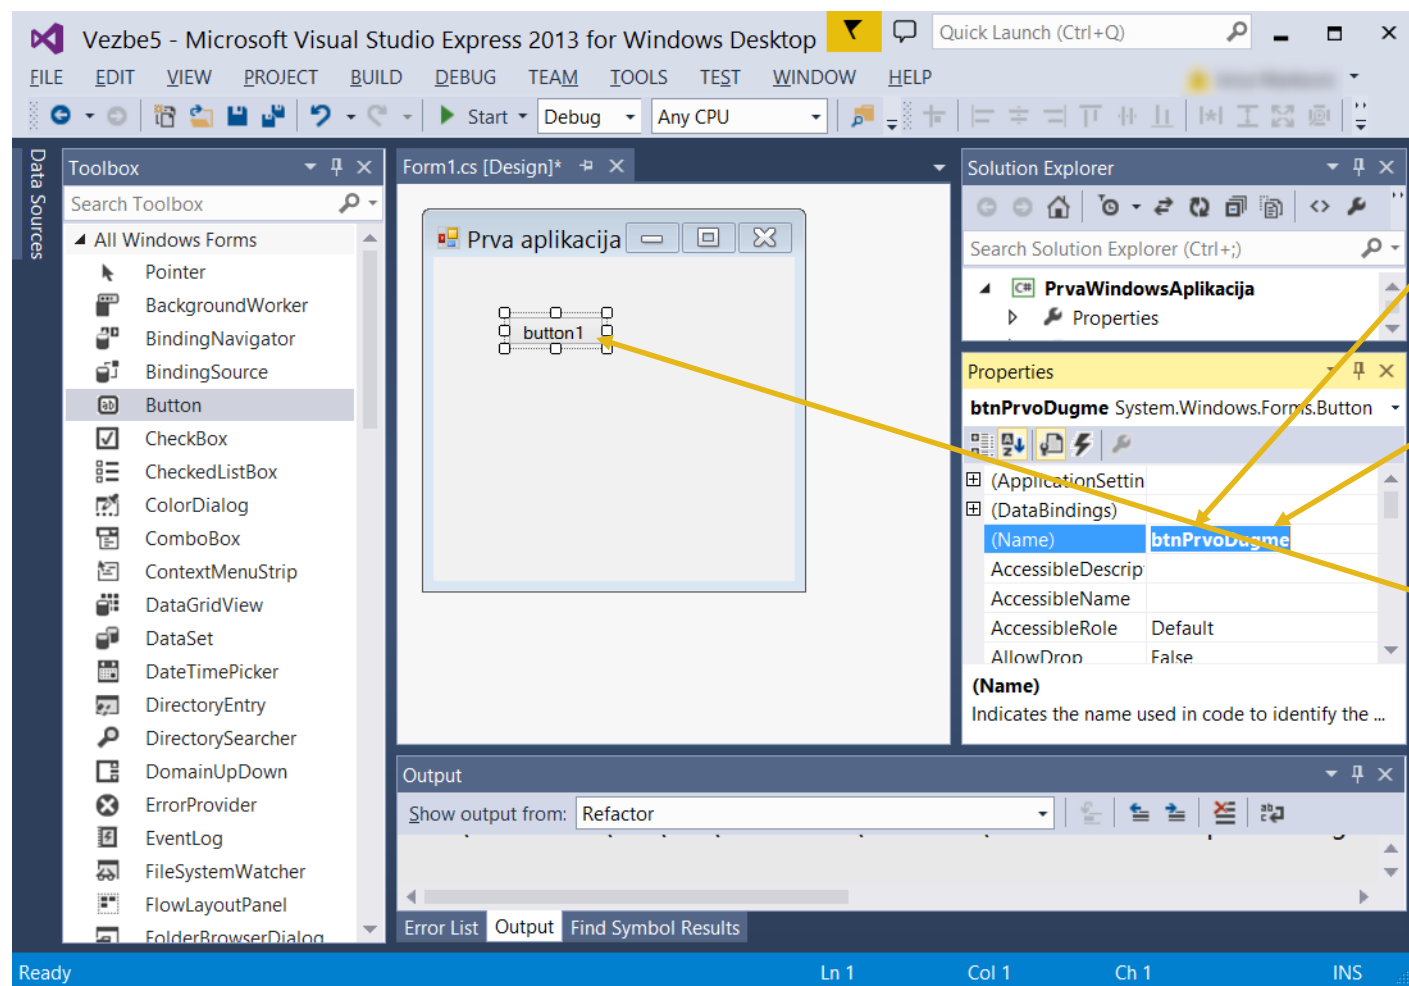 Vezbe5 - Microsoft Visual Studio Express 2013 for Windows Desktop
Quick Launch (Ctrl+Q)
FILE EDIT VIEW PROJECT BUILD DEBUG TEAM TOOLS TEST WINDOW HELP
Start Debug Any CPU
Data Sources
Toolbox
Search Toolbox
All Windows Forms
Pointer
BackgroundWorker
BindingNavigator
BindingSource
Button
CheckBox
CheckedListBox
ColorDialog
ComboBox
ContextMenuStrip
DataGridView
DataSet
DateTimePicker
DirectoryEntry
DirectorySearcher
DomainUpDown
ErrorProvider
EventLog
FileSystemWatcher
FlowLayoutPanel
FolderBrowserDialog
Form1.cs [Design]*
Prva aplikacija
button1
Solution Explorer
Search Solution Explorer (Ctrl+;)
C# PrvaWindowsAplikacija
Properties
Properties
btnPrvoDugme System.Windows.Forms.Button
(ApplicationSettin
(DataBindings)
(Name) btnPrvoDugme
AccessibleDescrip
AccessibleName
AccessibleRole Default
AllowDrop False
(Name)
Indicates the name used in code to identify the ...
Output
Show output from: Refactor
Error List Output Find Symbol Results
Ready Ln 1 Col 1 Ch 1 INS